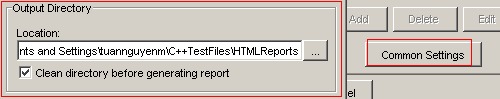 Output Directory
Add Delete Edit
Location:
nts and Settings\tuannguyenm\C++TestFiles\HTMLReports ...
Common Settings
Clean directory before generating report
el